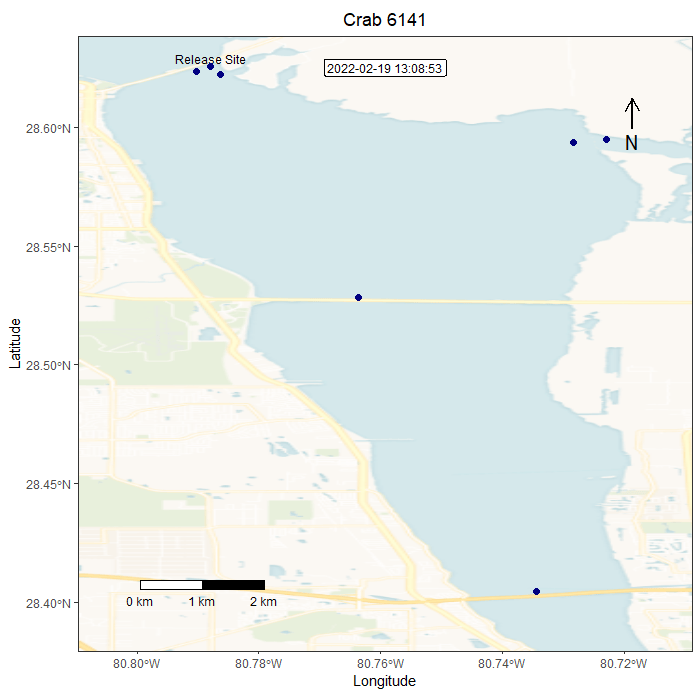 Crab 6141
Release Site
2022-02-19 13:08:53
N
28.60°N
28.55°N
28.50°N
28.45°N
28.40°N
Latitude
0 km 1 km 2 km
80.80°W 80.78°W 80.76°W 80.74°W 80.72°W
Longitude